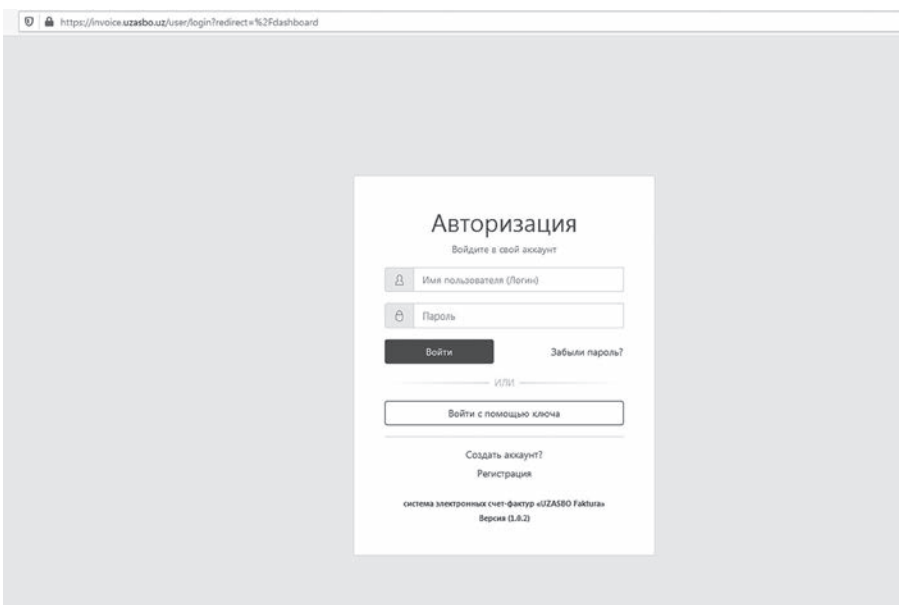 https://invoice.uzasbo.uz/user/login?redirect=%2Fdashboard
Авторизация
Войдите в свой аккаунт
Имя пользователя (Логин)
Пароль
Войти Забыли пароль?
ИЛИ
Войти с помощью ключа
Создать аккаунт?
Регистрация
система электронных счет-фактур «UZASBO Faktura»
Версия (1.0.2)